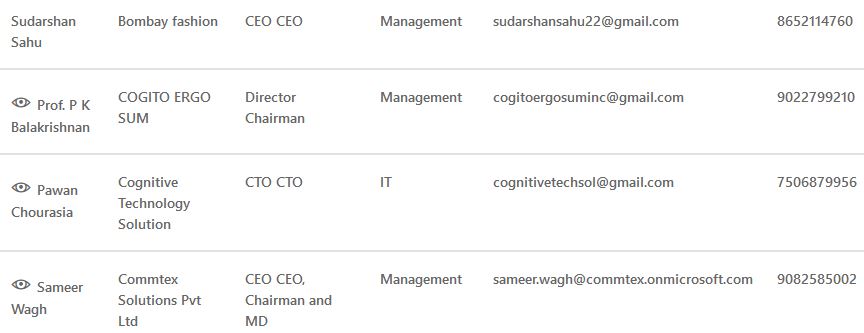 Sudarshan Sahu Bombay fashion CEO CEO Management sudarshansahu22@gmail.com 8652114760
Prof. P K Balakrishnan COGITO ERGO SUM Director Chairman Management cogitoergosuminc@gmail.com 9022799210
Pawan Chourasia Cognitive Technology Solution CTO CTO IT cognitivetechsol@gmail.com 7506879956
Sameer Wagh Commtex Solutions Pvt Ltd CEO CEO, Chairman and MD Management sameer.wagh@commtex.onmicrosoft.com 9082585002